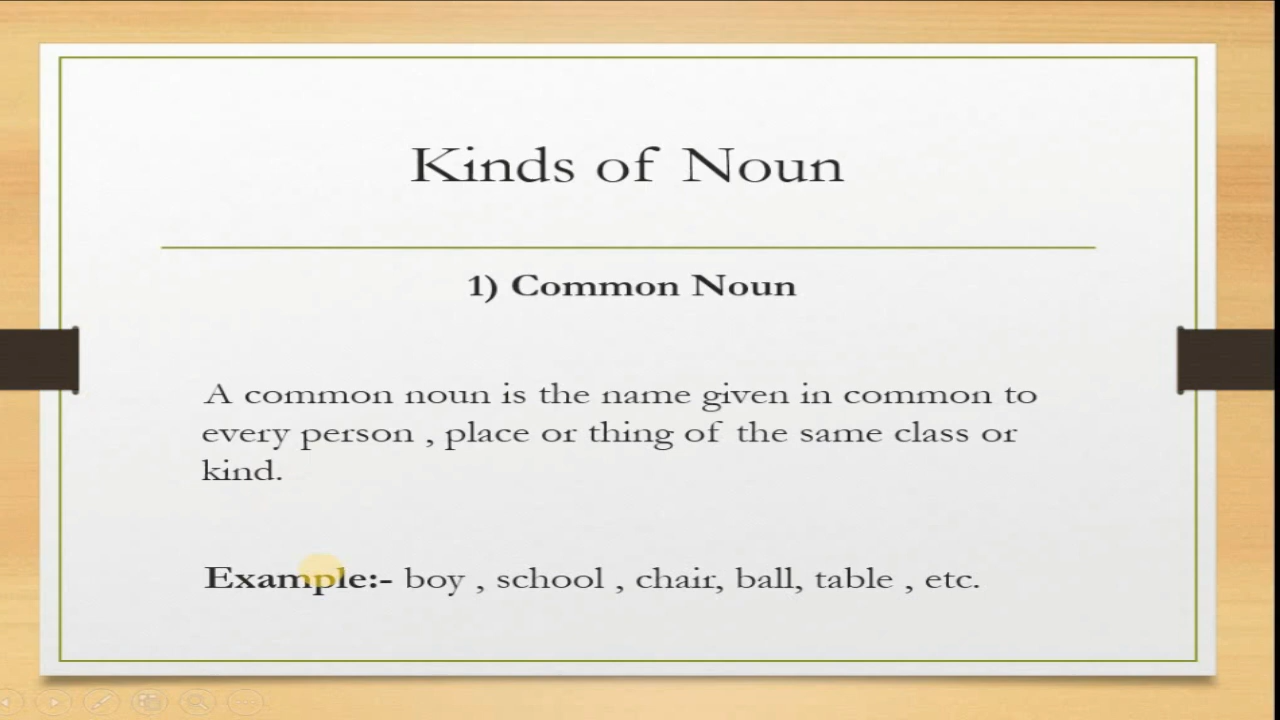 Kinds of Noun
1) Common Noun
A common noun is the name given in common to
every person , place or thing of the same class or
kind.
Example:- boy , school , chair, ball, table , etc.